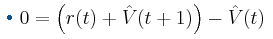 • 0 = (r(t) + V̂(t + 1)) − V̂(t)